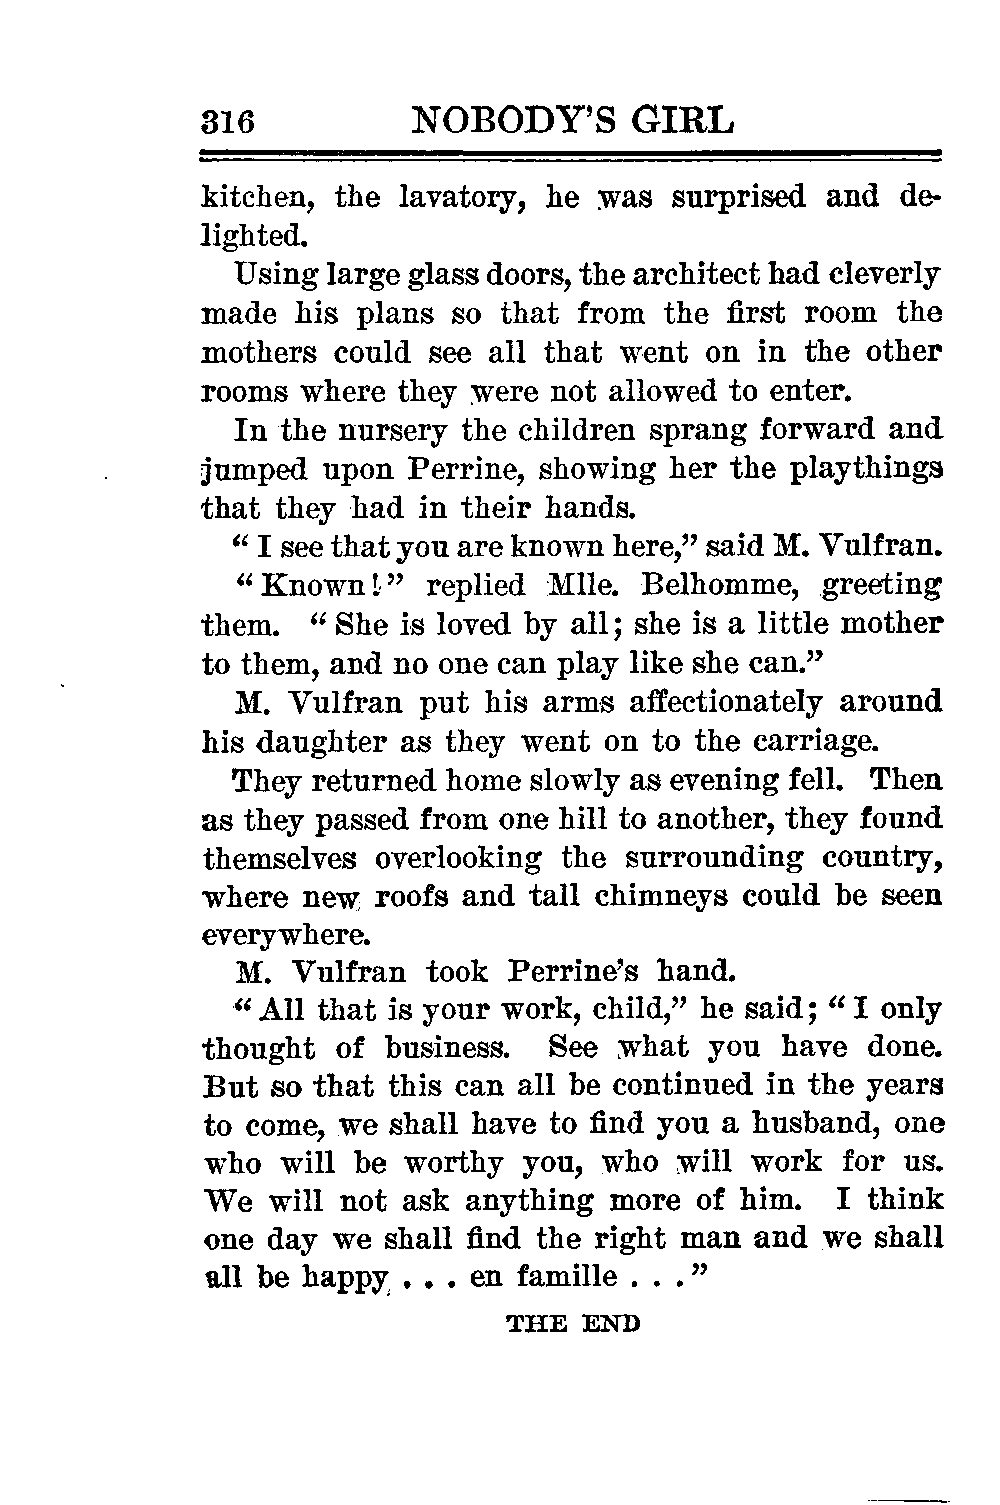 316 NOBODY'S GIRL
kitchen, the lavatory, he was surprised and de-
lighted.
Using large glass doors, the architect had cleverly
made his plans so that from the first room the
mothers could see all that went on in the other
rooms where they were not allowed to enter.
In the nursery the children sprang forward and
jumped upon Perrine, showing her the playthings
that they had in their hands.
“ I see that you are known here,” said M. Vulfran.
“ Known! ” replied Mlle. Belhomme, greeting
them. “ She is loved by all; she is a little mother
to them, and no one can play like she can.”
M. Vulfran put his arms affectionately around
his daughter as they went on to the carriage.
They returned home slowly as evening fell. Then
as they passed from one hill to another, they found
themselves overlooking the surrounding country,
where new roofs and tall chimneys could be seen
everywhere.
M. Vulfran took Perrine’s hand.
“ All that is your work, child,” he said; “ I only
thought of business. See what you have done.
But so that this can all be continued in the years
to come, we shall have to find you a husband, one
who will be worthy you, who will work for us.
We will not ask anything more of him. I think
one day we shall find the right man and we shall
all be happy . . . en famille . . .”
THE END